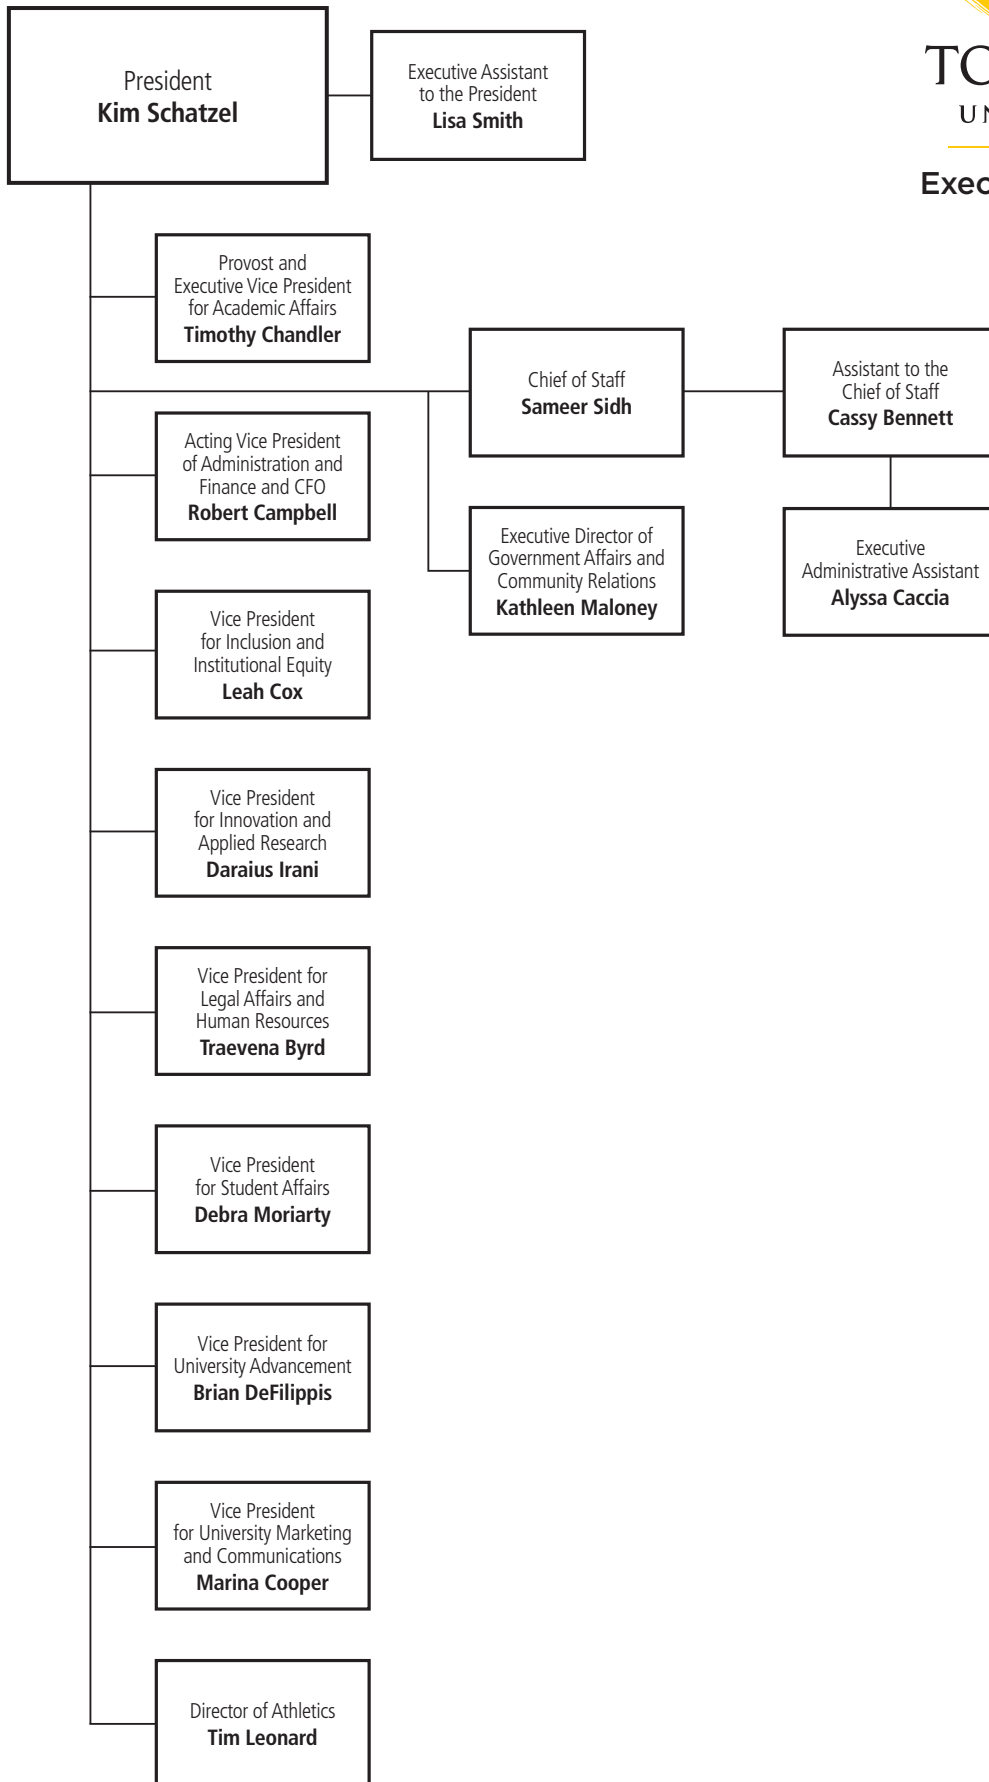 President
Kim Schatzel
Executive Assistant
to the President
Lisa Smith
Provost and
Executive Vice President
for Academic Affairs
Timothy Chandler
Chief of Staff
Sameer Sidh
Assistant to the
Chief of Staff
Cassy Bennett
Acting Vice President
of Administration and
Finance and CFO
Robert Campbell
Executive Director of
Government Affairs and
Community Relations
Kathleen Maloney
Executive
Administrative Assistant
Alyssa Caccia
Vice President
for Inclusion and
Institutional Equity
Leah Cox
Vice President
for Innovation and
Applied Research
Daraius Irani
Vice President for
Legal Affairs and
Human Resources
Traevena Byrd
Vice President
for Student Affairs
Debra Moriarty
Vice President for
University Advancement
Brian DeFilippis
Vice President
for University Marketing
and Communications
Marina Cooper
Director of Athletics
Tim Leonard